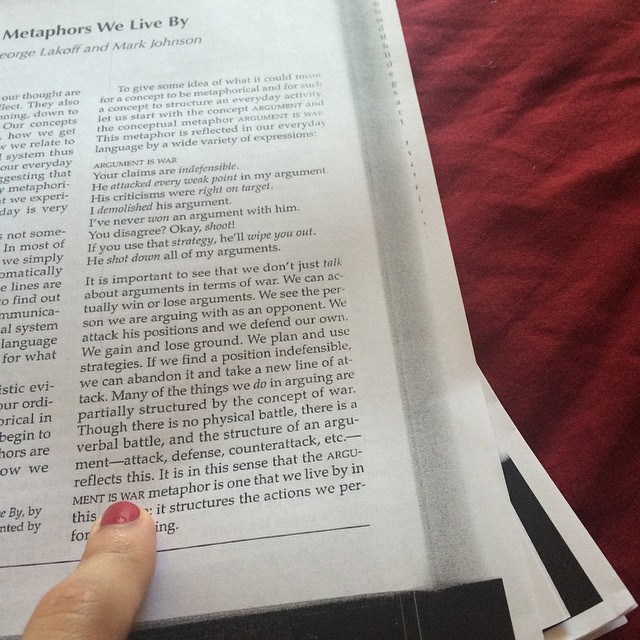 Metaphors We Live By
eorge Lakoff and Mark Johnson
our thought are
llect. They also
ning, down to
Our concepts
, how we get
w we relate to
l system thus
our everyday
ggesting that
y metaphori-
at we experi-
day is very
s not some-
In most of
we simply
omatically
e lines are
to find out
mmunica-
al system
language
for what
istic evi-
our ordi-
orical in
begin to
hors are
ow we
e By, by
nted by
To give some idea of what it could mean
for a concept to be metaphorical and for such
a concept to structure an everyday activity,
let us start with the concept ARGUMENT and
the conceptual metaphor ARGUMENT IS WAR.
This metaphor is reflected in our everyday
language by a wide variety of expressions:
ARGUMENT IS WAR
Your claims are indefensible.
He attacked every weak point in my argument.
His criticisms were right on target.
I demolished his argument.
I've never won an argument with him.
You disagree? Okay, shoot!
If you use that strategy, he'll wipe you out.
He shot down all of my arguments.
It is important to see that we don't just talk
about arguments in terms of war. We can ac-
tually win or lose arguments. We see the per-
son we are arguing with as an opponent. We
attack his positions and we defend our own.
We gain and lose ground. We plan and use
strategies. If we find a position indefensible,
we can abandon it and take a new line of at-
tack. Many of the things we do in arguing are
partially structured by the concept of war.
Though there is no physical battle, there is a
verbal battle, and the structure of an argu-
ment—attack, defense, counterattack, etc.—
reflects this. It is in this sense that the ARGU-
MENT IS WAR metaphor is one that we live by in
this ; it structures the actions we per-
for ing.